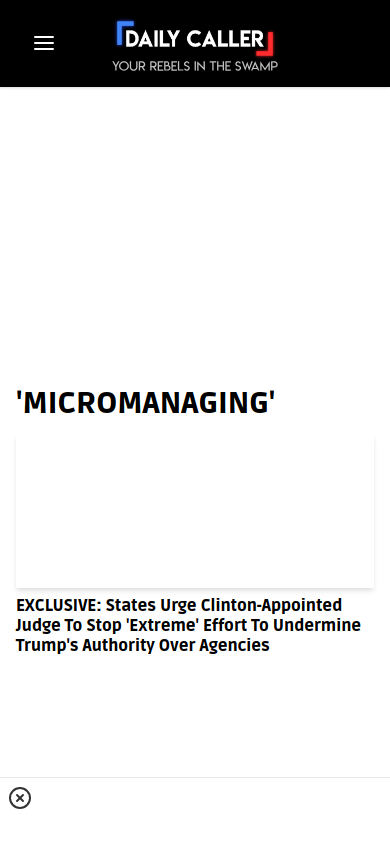 DAILY CALLER
YOUR REBELS IN THE SWAMP
'MICROMANAGING'
EXCLUSIVE: States Urge Clinton-Appointed
Judge To Stop 'Extreme' Effort To Undermine
Trump's Authority Over Agencies